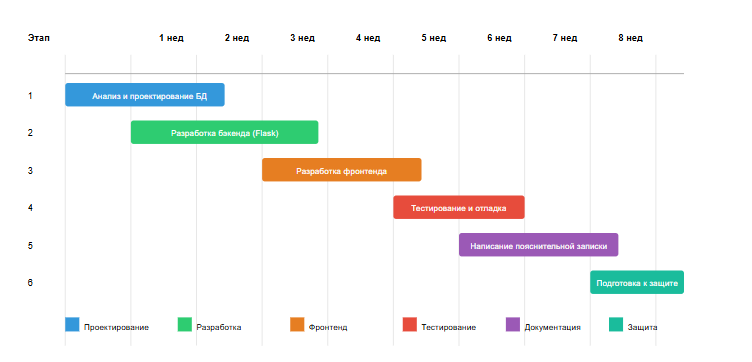 Этап 1 нед 2 нед 3 нед 4 нед 5 нед 6 нед 7 нед 8 нед
1 Анализ и проектирование БД
2 Разработка бэкенда (Flask)
3 Разработка фронтенда
4 Тестирование и отладка
5 Написание пояснительной записки
6 Подготовка к защите
Проектирование Разработка Фронтенд Тестирование Документация Защита